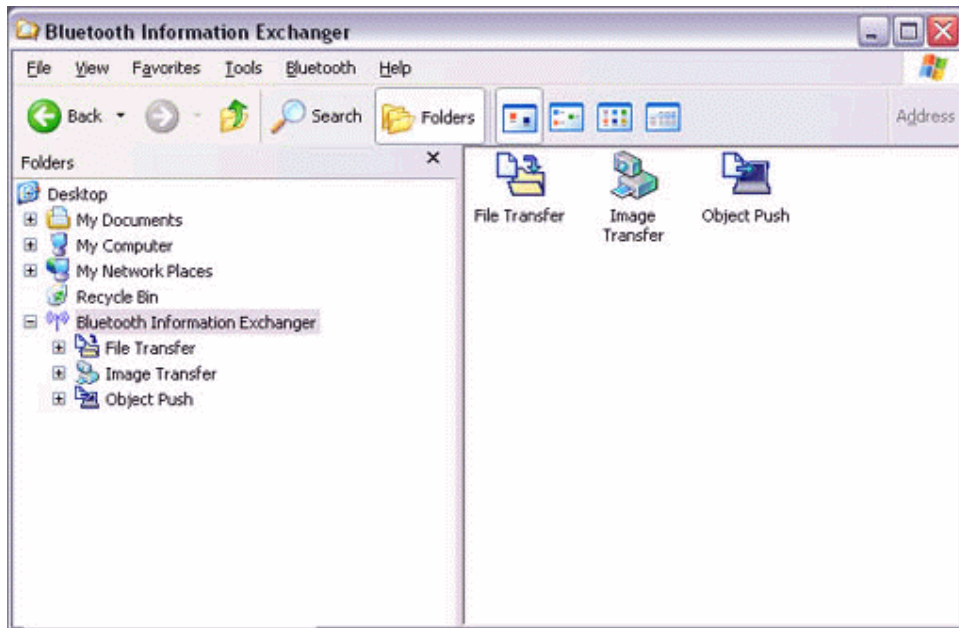 Bluetooth Information Exchanger
File View Favorites Tools Bluetooth Help
Back Search Folders Address
Folders
Desktop
My Documents
My Computer
My Network Places
Recycle Bin
Bluetooth Information Exchanger
File Transfer
Image Transfer
Object Push
File Transfer
Image
Transfer
Object Push